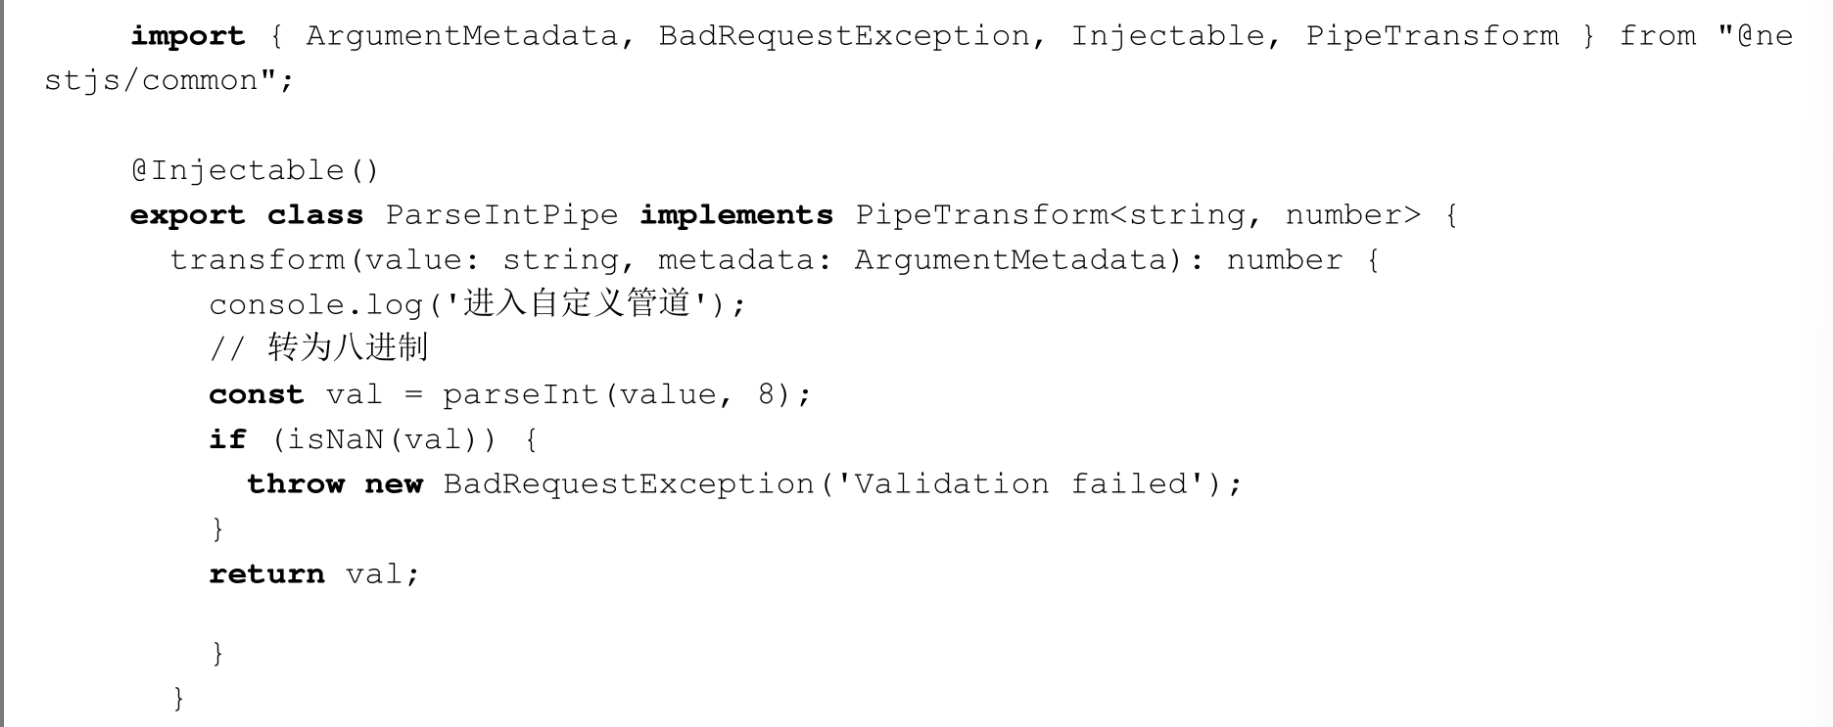 import { ArgumentMetadata, BadRequestException, Injectable, PipeTransform } from "@ne
stjs/common";
@Injectable()
export class ParseIntPipe implements PipeTransform<string, number> {
transform(value: string, metadata: ArgumentMetadata): number {
console.log('进入自定义管道');
// 转为八进制
const val = parseInt(value, 8);
if (isNaN(val)) {
throw new BadRequestException('Validation failed');
}
return val;
}
}